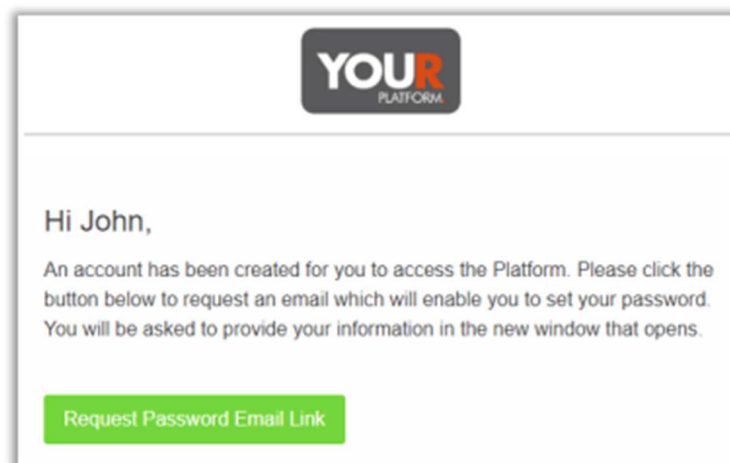 YOUR
PLATFORM
Hi John,
An account has been created for you to access the Platform. Please click the
button below to request an email which will enable you to set your password.
You will be asked to provide your information in the new window that opens.
Request Password Email Link